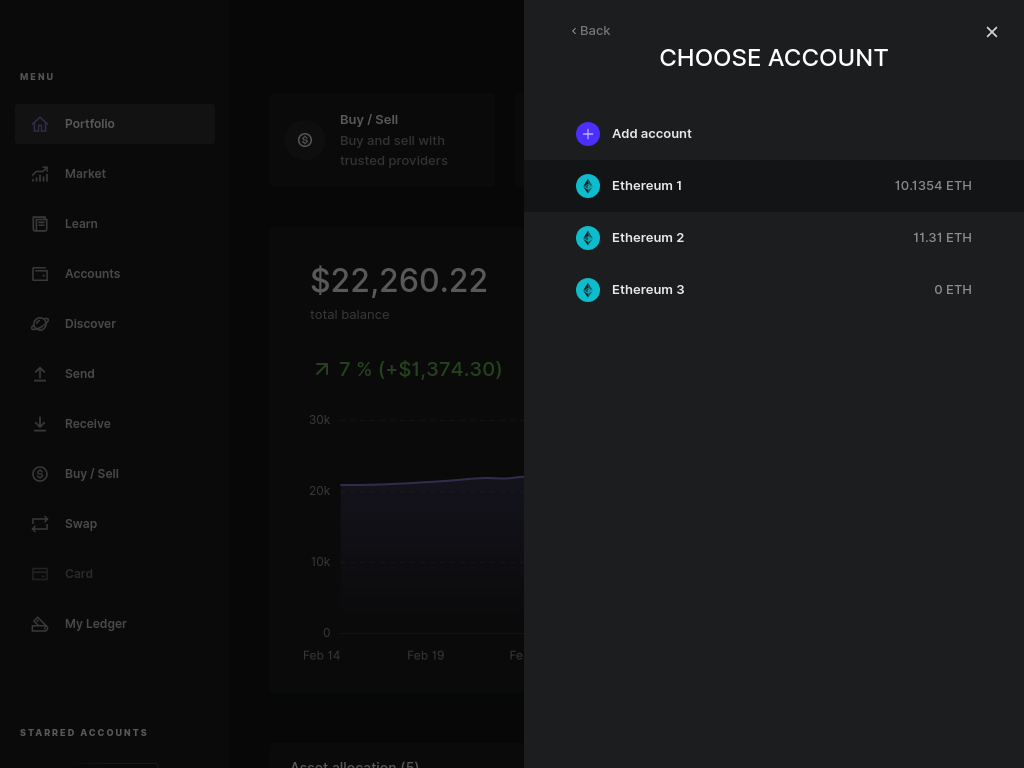 MENU
Portfolio
Market
Learn
Accounts
Discover
Send
Receive
Buy / Sell
Swap
Card
My Ledger
STARRED ACCOUNTS
Buy / Sell
Buy and sell with
trusted providers
$22,260.22
total balance
7 % (+$1,374.30)
30k
20k
10k
0
Feb 14
Feb 19
Fe
Asset allocation (5)
‹ Back
CHOOSE ACCOUNT
Add account
Ethereum 1 10.1354 ETH
Ethereum 2 11.31 ETH
Ethereum 3 0 ETH